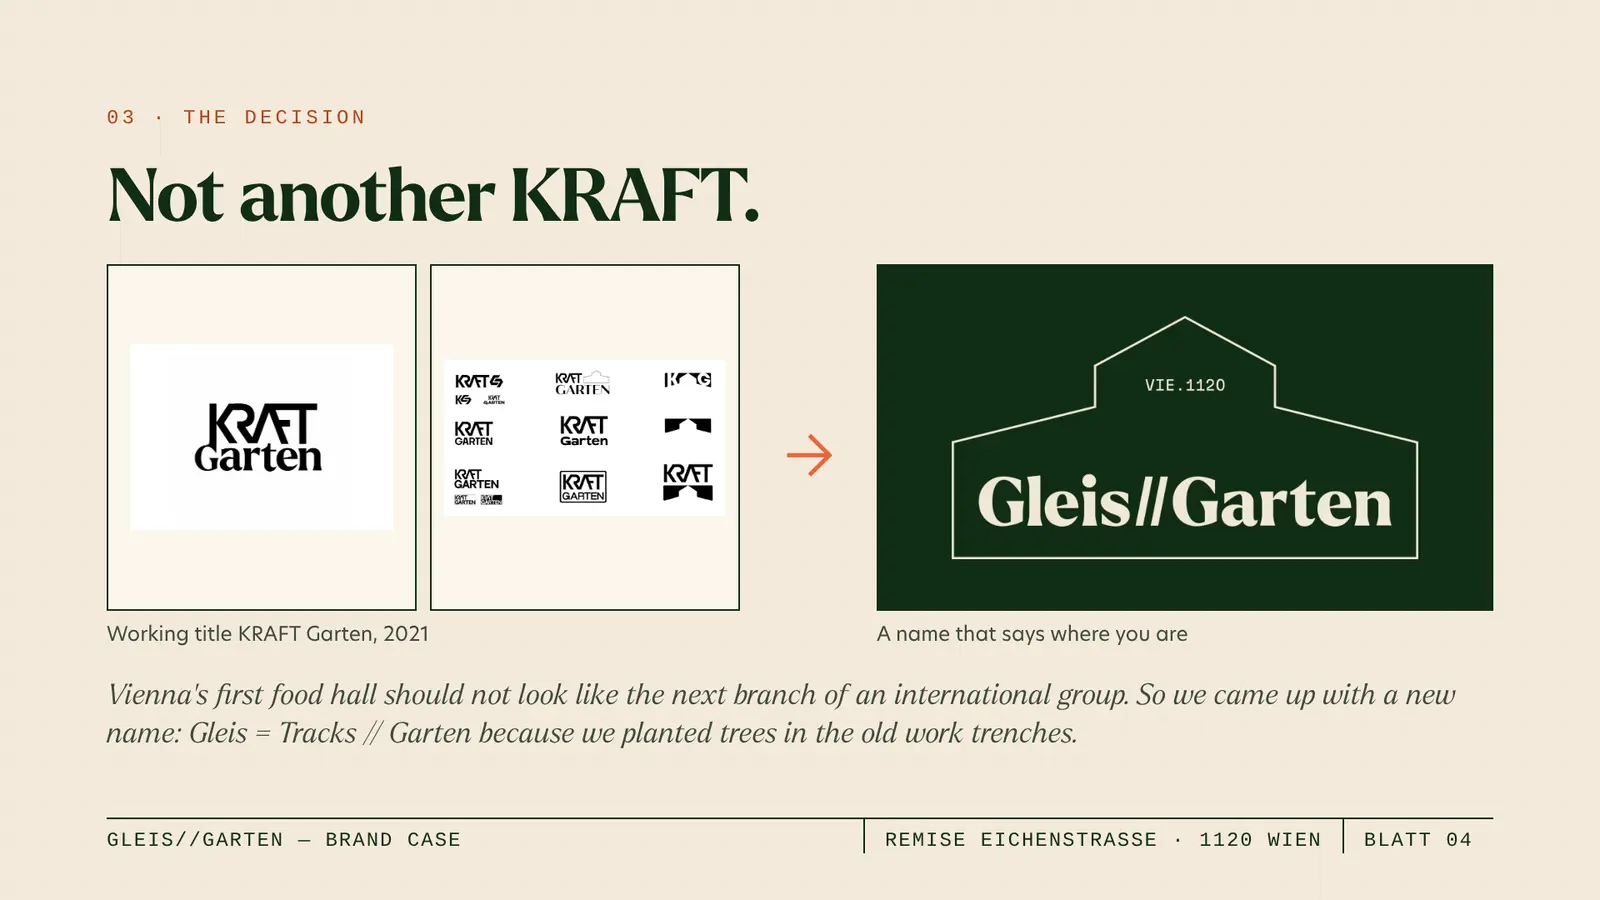 03 · THE DECISION
Not another KRAFT.
KRAFT
Garten
KRAFT
KRAFT
GARTEN
KRAFT
GARTEN
KRAFT
GARTEN
KRAFT
Garten
KRAFT
GARTEN
KRAFT
GARTEN
KRAFT
VIE.1120
Gleis//Garten
Working title KRAFT Garten, 2021
A name that says where you are
Vienna's first food hall should not look like the next branch of an international group. So we came up with a new
name: Gleis = Tracks // Garten because we planted trees in the old work trenches.
GLEIS//GARTEN — BRAND CASE
REMISE EICHENSTRASSE · 1120 WIEN
BLATT 04